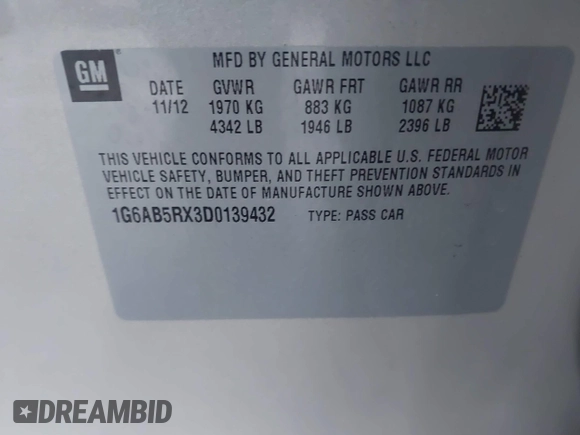 GM
MFD BY GENERAL MOTORS LLC
DATE GVWR GAWR FRT GAWR RR
11/12 1970 KG 883 KG 1087 KG
4342 LB 1946 LB 2396 LB
THIS VEHICLE CONFORMS TO ALL APPLICABLE U.S. FEDERAL MOTOR
VEHICLE SAFETY, BUMPER, AND THEFT PREVENTION STANDARDS IN
EFFECT ON THE DATE OF MANUFACTURE SHOWN ABOVE.
1G6AB5RX3D0139432 TYPE: PASS CAR
DREAMBID